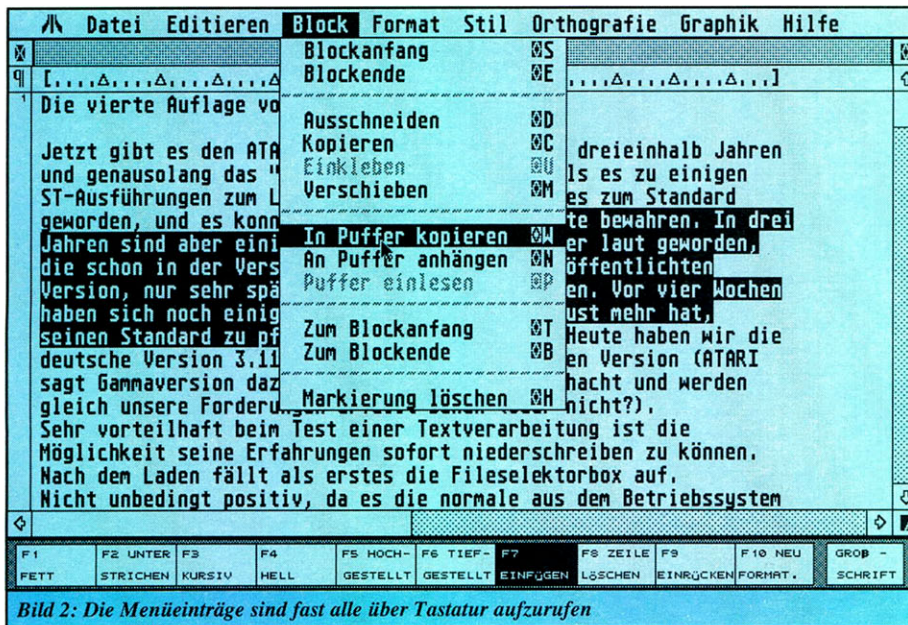 Datei Editieren Block Format Stil Orthografie Graphik Hilfe
Blockanfang S
Blockende E
Ausschneiden D
Kopieren C
Einkleben U
Verschieben M
In Puffer kopieren W
An Puffer anhängen N
Puffer einlesen P
Zum Blockanfang T
Zum Blockende B
Markierung löschen H
¶ [....Δ....Δ....Δ....Δ ....Δ....Δ....Δ...]
1 Die vierte Auflage vo
Jetzt gibt es den ATA dreieinhalb Jahren
und genausolang das " ls es zu einigen
ST-Ausführungen zum L es zum Standard
geworden, und es konn te bewahren. In drei
Jahren sind aber eini er laut geworden,
die schon in der Vers öffentlichten
Version, nur sehr spä en. Vor vier Wochen
haben sich noch einig ust mehr hat,
seinen Standard zu pf Heute haben wir die
deutsche Version 3.11 en Version (ATARI
sagt Gammaversion daz hacht und werden
gleich unsere Forderu nicht?).
Sehr vorteilhaft beim Test einer Textverarbeitung ist die
Möglichkeit seine Erfahrungen sofort niederschreiben zu können.
Nach dem Laden fällt als erstes die Fileselektorbox auf.
Nicht unbedingt positiv, da es die normale aus dem Betriebssystem
F1 FETT
F2 UNTER STRICHEN
F3 KURSIV
F4 HELL
F5 HOCH- GESTELLT
F6 TIEF- GESTELLT
F7 EINFÜGEN
F8 ZEILE LÖSCHEN
F9 EINRÜCKEN
F10 NEU FORMAT.
GROß - SCHRIFT
Bild 2: Die Menüeinträge sind fast alle über Tastatur aufzurufen